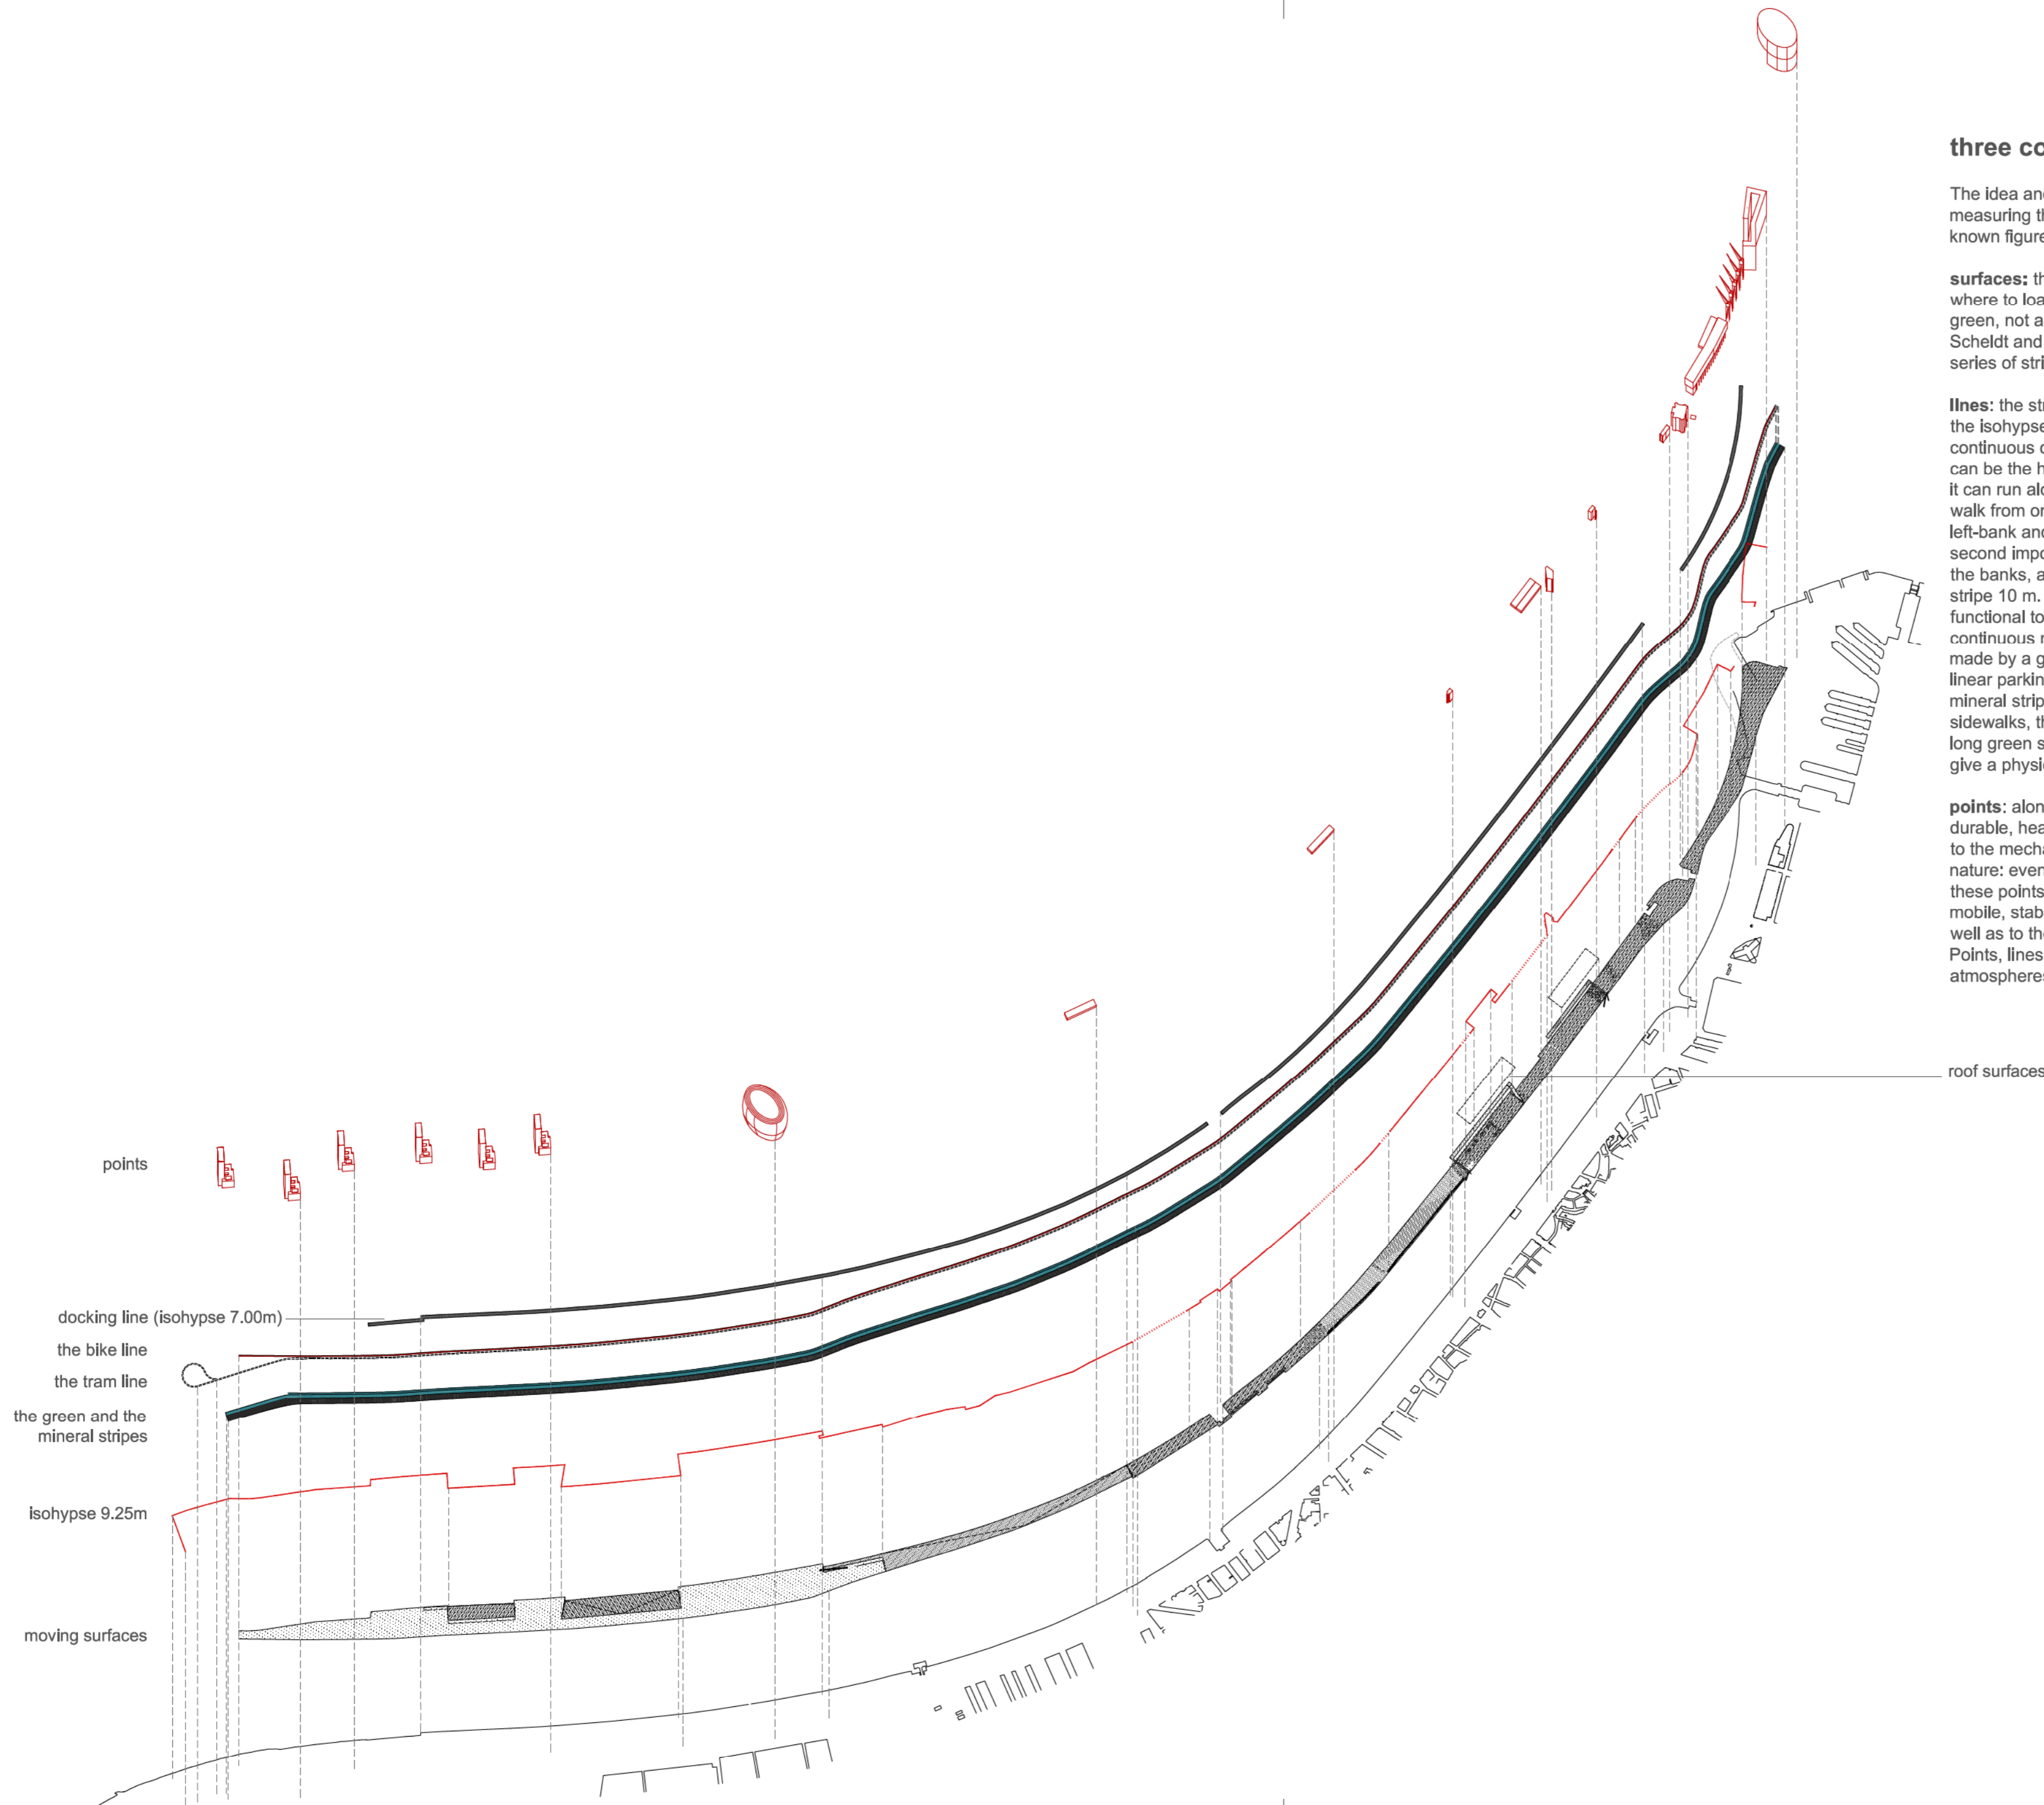 three co
The idea and
measuring th
known figure
surfaces: th
where to loa
green, not a
Scheldt and
series of stri
lines: the str
the isohypse
continuous c
can be the h
it can run alo
walk from or
left-bank and
second impo
the banks, a
stripe 10 m.
functional to
continuous r
made by a g
linear parkin
mineral strip
sidewalks, th
long green s
give a physi
points: alon
durable, hea
to the mecha
nature: even
these points
mobile, stab
well as to the
Points, lines
atmospheres
roof surfaces
points
docking line (isohypse 7.00m)
the bike line
the tram line
the green and the
mineral stripes
isohypse 9.25m
moving surfaces